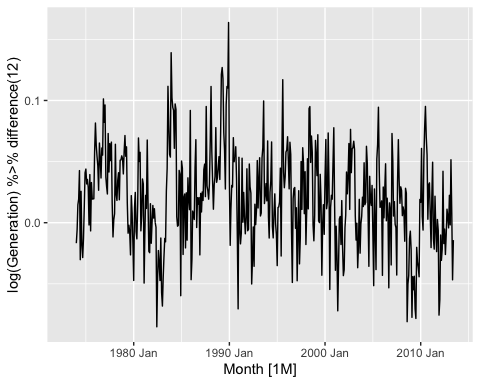 log(Generation) %>% difference(12)
0.1
0.0
1980 Jan
1990 Jan
2000 Jan
2010 Jan
Month [1M]